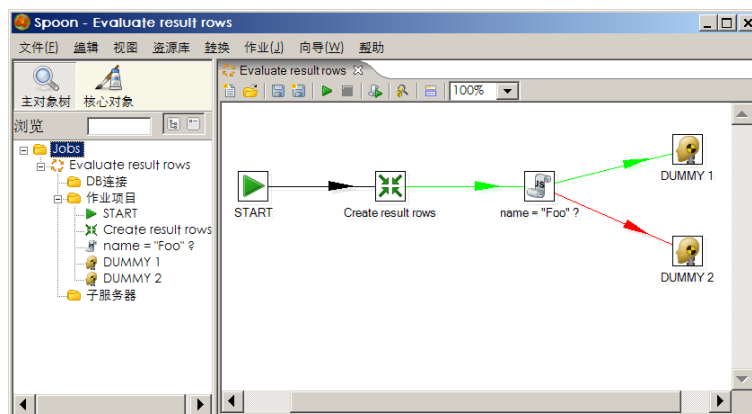 Spoon - Evaluate result rows
文件(F) 编辑 视图 资源库 转换 作业(J) 向导(W) 帮助
主对象树 核心对象
浏览
Jobs
Evaluate result rows
DB连接
作业项目
START
Create result rows
name = "Foo" ?
DUMMY 1
DUMMY 2
子服务器
Evaluate result rows
100%
START
Create result rows
JS
name = "Foo" ?
DUMMY 1
DUMMY 2